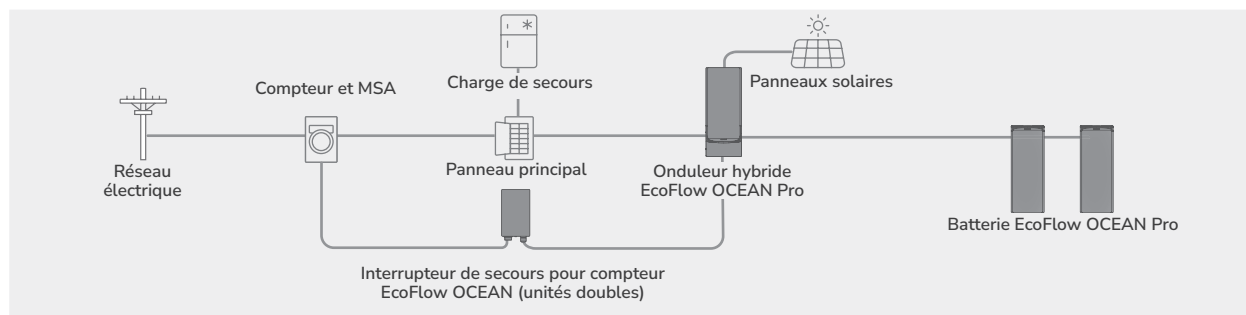 Compteur et MSA
Charge de secours
Panneaux solaires
Réseau
électrique
Panneau principal
Onduleur hybride
EcoFlow OCEAN Pro
Batterie EcoFlow OCEAN Pro
Interrupteur de secours pour compteur
EcoFlow OCEAN (unités doubles)